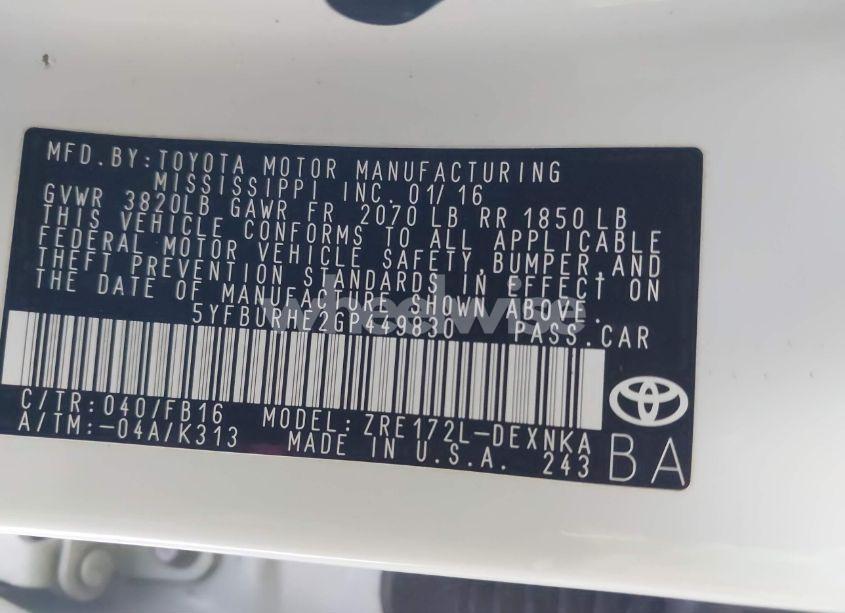 MFD.BY:TOYOTA MOTOR MANUFACTURING
MISSISSIPPI INC. 01/16
GVWR 3820LB GAWR FR 2070 LB RR 1850 LB
THIS VEHICLE CONFORMS TO ALL APPLICABLE
FEDERAL MOTOR VEHICLE SAFETY,BUMPER,AND
THEFT PREVENTION STANDARDS IN EFFECT ON
THE DATE OF MANUFACTURE SHOWN ABOVE.
5YFBURHE2GP449830 PASS.CAR
C/TR: 040/FB16 MODEL: ZRE172L-DEXNKA
A/TM:-04A/K313 MADE IN U.S.A. 243
BA
wheelwise